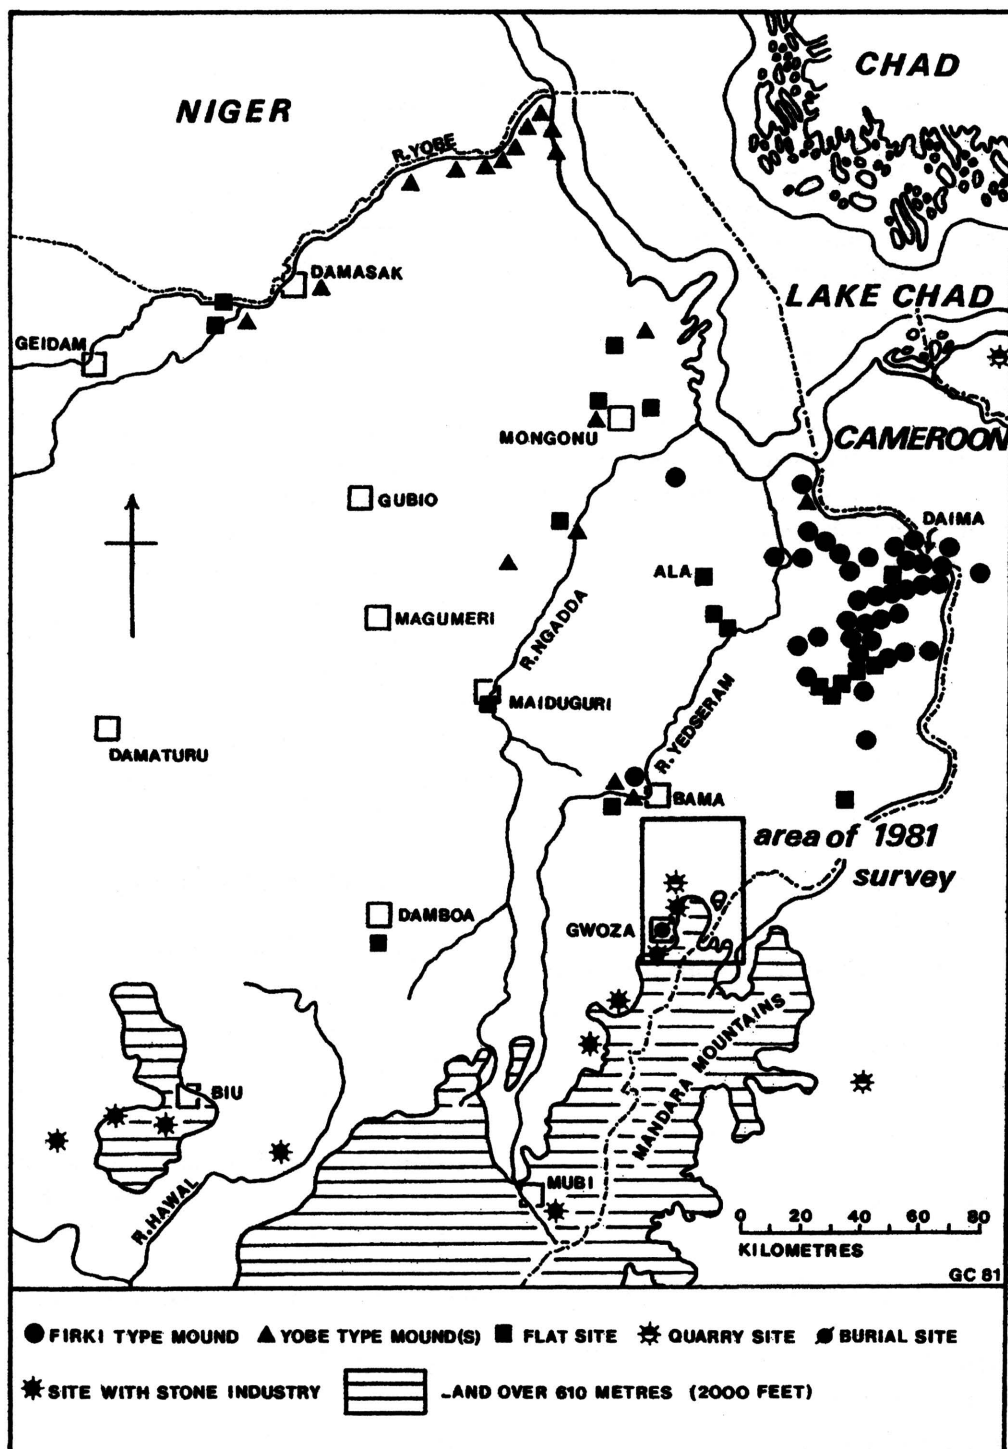 NIGER
CHAD
R.YOBE
DAMASAK
LAKE CHAD
GEIDAM
MONGONU
CAMEROON
GUBIO
DAIMA
ALA
MAGUMERI
R.NGADDA
MAIDUGURI
R.YEDSERAM
DAMATURU
BAMA
area of 1981
survey
DAMBOA
GWOZA
MANDARA MOUNTAINS
BIU
MUBI
R.HAWAL
0 20 40 60 80
KILOMETRES
GC 81
FIRKI TYPE MOUND YOBE TYPE MOUND(S) FLAT SITE QUARRY SITE BURIAL SITE
SITE WITH STONE INDUSTRY -AND OVER 610 METRES (2000 FEET)